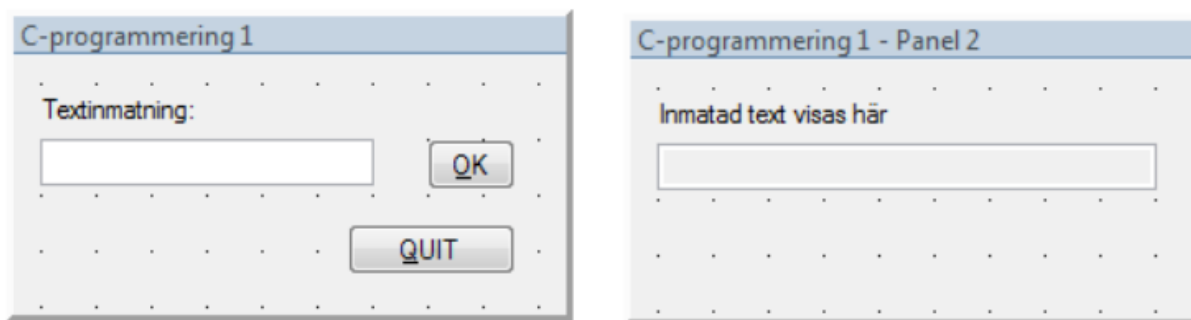 C-programmering 1
Textinmatning:
OK
QUIT
C-programmering 1 - Panel 2
Inmatad text visas här